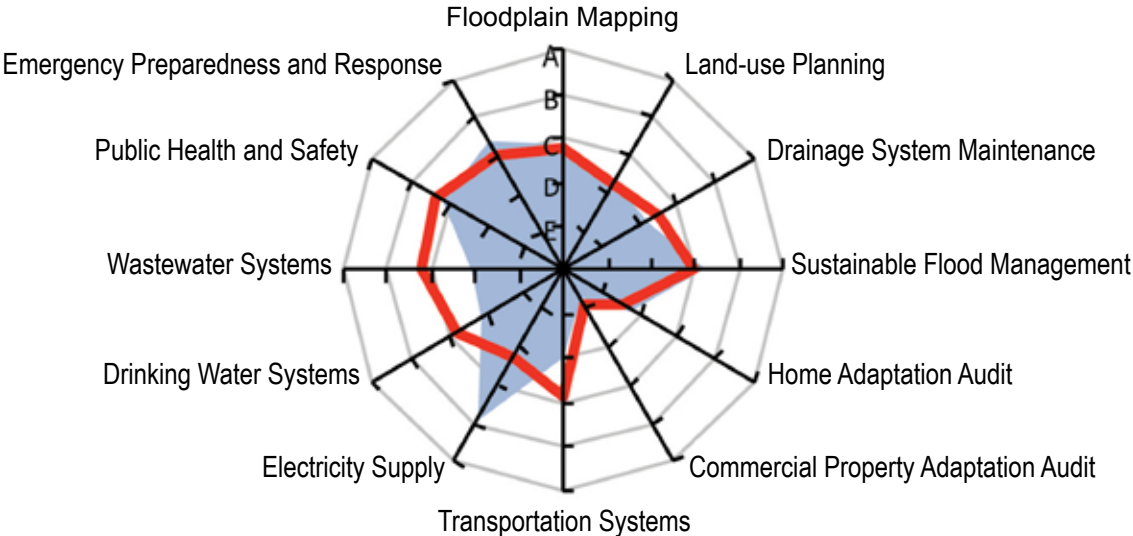 Floodplain Mapping
Emergency Preparedness and Response
Land-use Planning
A
B
Public Health and Safety
C
Drainage System Maintenance
D
E
Wastewater Systems
Sustainable Flood Management
Drinking Water Systems
Home Adaptation Audit
Electricity Supply
Commercial Property Adaptation Audit
Transportation Systems